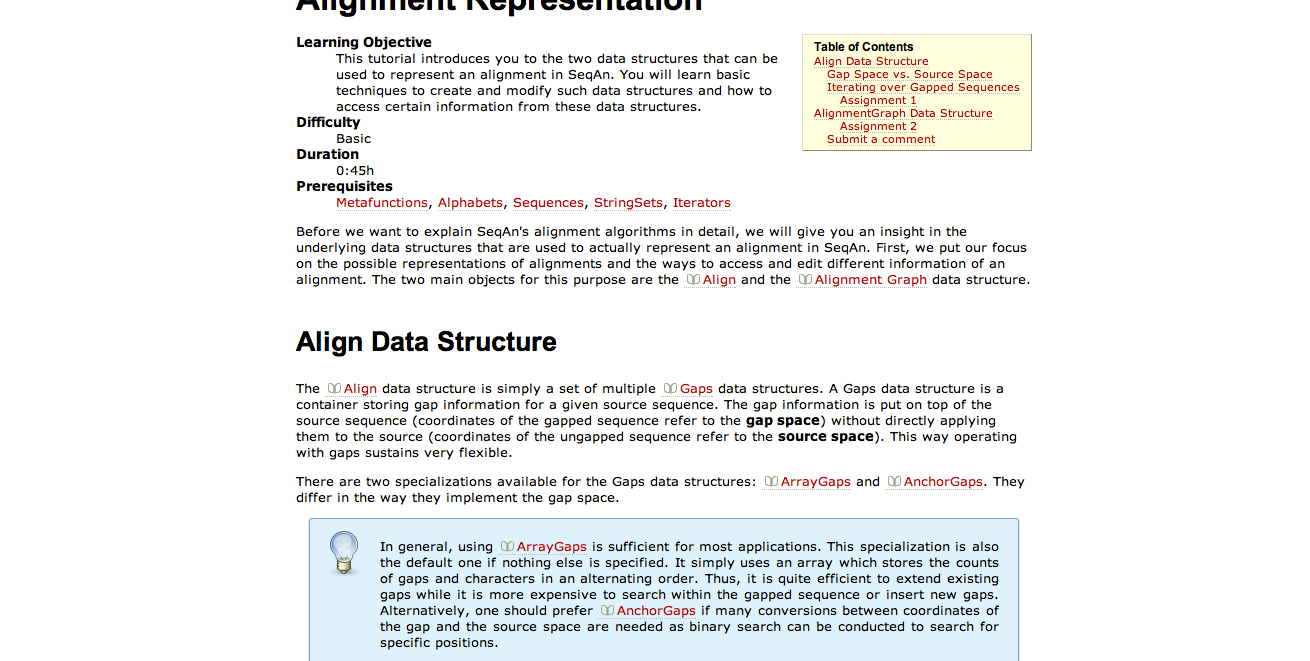 Alignment Representation
Learning Objective
This tutorial introduces you to the two data structures that can be
used to represent an alignment in SeqAn. You will learn basic
techniques to create and modify such data structures and how to
access certain information from these data structures.
Difficulty
Basic
Duration
0:45h
Prerequisites
Metafunctions, Alphabets, Sequences, StringSets, Iterators
Table of Contents
Align Data Structure
Gap Space vs. Source Space
Iterating over Gapped Sequences
Assignment 1
AlignmentGraph Data Structure
Assignment 2
Submit a comment
Before we want to explain SeqAn's alignment algorithms in detail, we will give you an insight in the
underlying data structures that are used to actually represent an alignment in SeqAn. First, we put our focus
on the possible representations of alignments and the ways to access and edit different information of an
alignment. The two main objects for this purpose are the Align and the Alignment Graph data structure.
Align Data Structure
The Align data structure is simply a set of multiple Gaps data structures. A Gaps data structure is a
container storing gap information for a given source sequence. The gap information is put on top of the
source sequence (coordinates of the gapped sequence refer to the gap space) without directly applying
them to the source (coordinates of the ungapped sequence refer to the source space). This way operating
with gaps sustains very flexible.
There are two specializations available for the Gaps data structures: ArrayGaps and AnchorGaps. They
differ in the way they implement the gap space.
In general, using ArrayGaps is sufficient for most applications. This specialization is also
the default one if nothing else is specified. It simply uses an array which stores the counts
of gaps and characters in an alternating order. Thus, it is quite efficient to extend existing
gaps while it is more expensive to search within the gapped sequence or insert new gaps.
Alternatively, one should prefer AnchorGaps if many conversions between coordinates of
the gap and the source space are needed as binary search can be conducted to search for
specific positions.